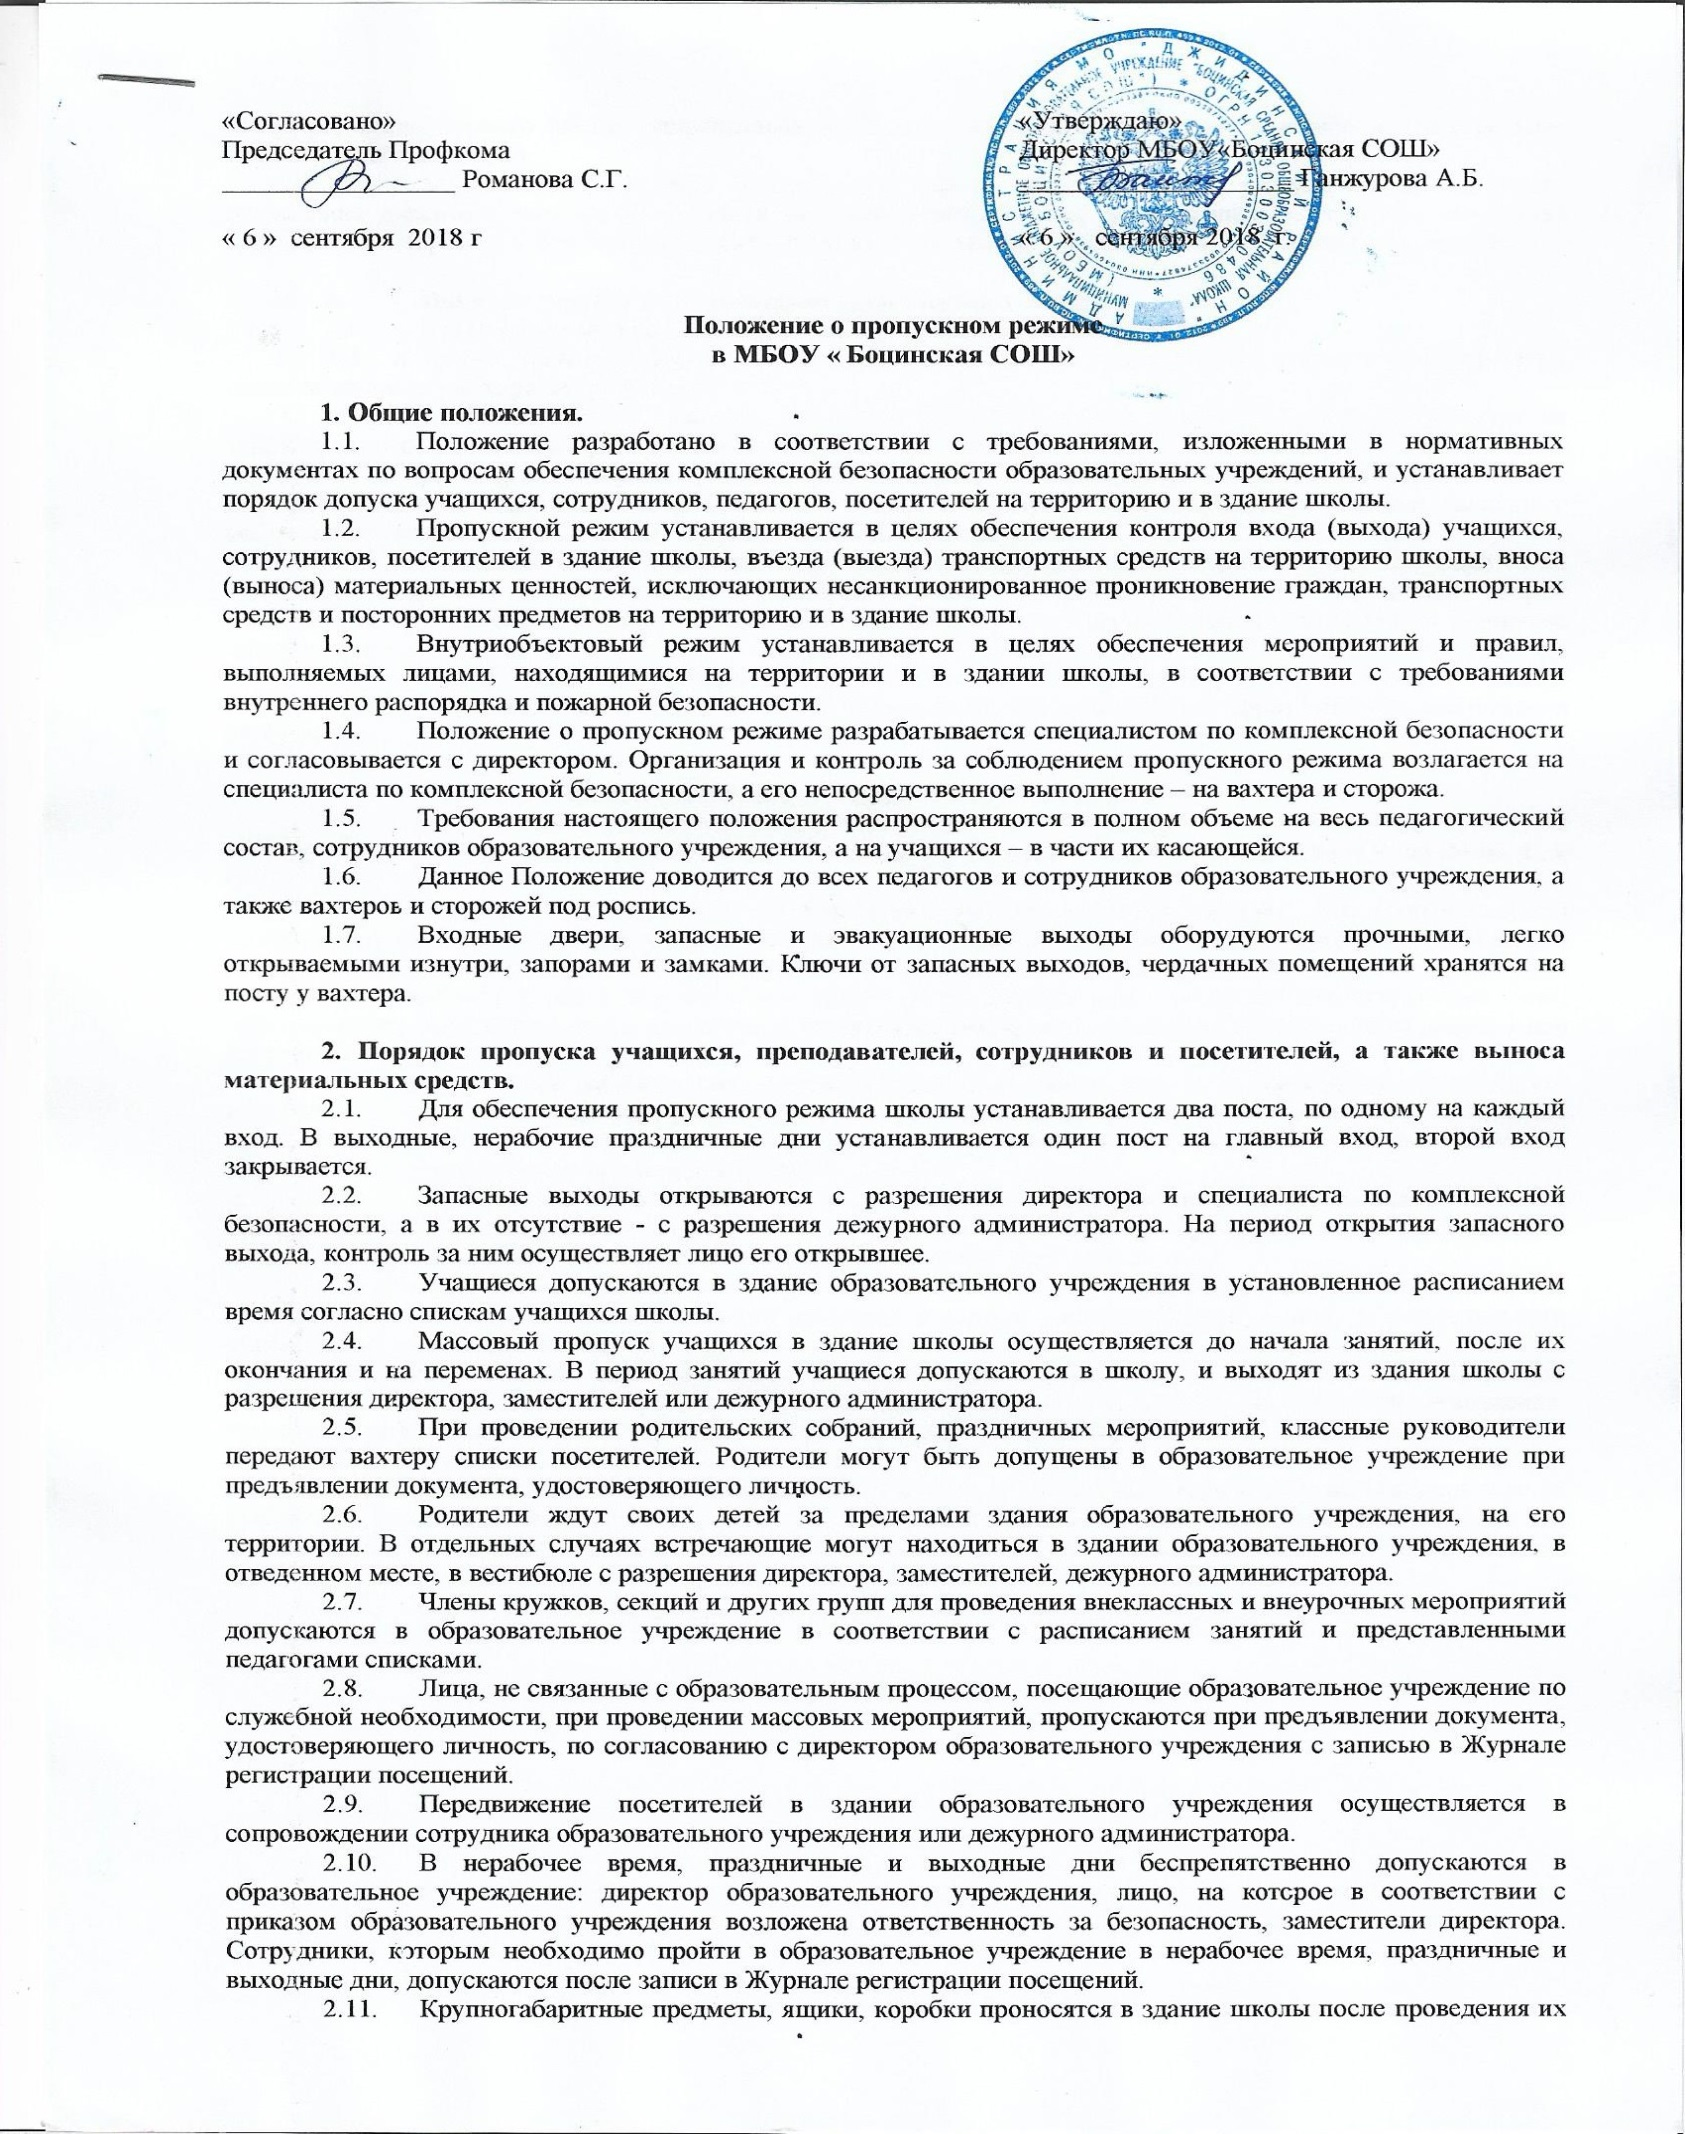 «Согласовано»
Председатель Профкома
Романова С.Г.
« 6 » сентября 2018 г
«Утверждаю»
Директор МБОУ«Боцинская СОШ»
Ганжурова А.Б.
« 6 » сентября 2018 г.
Положение о пропускном режиме
в МБОУ « Боцинская СОШ»
1. Общие положения.
1.1. Положение разработано в соответствии с требованиями, изложенными в нормативных
документах по вопросам обеспечения комплексной безопасности образовательных учреждений, и устанавливает
порядок допуска учащихся, сотрудников, педагогов, посетителей на территорию и в здание школы.
1.2. Пропускной режим устанавливается в целях обеспечения контроля входа (выхода) учащихся,
сотрудников, посетителей в здание школы, въезда (выезда) транспортных средств на территорию школы, вноса
(выноса) материальных ценностей, исключающих несанкционированное проникновение граждан, транспортных
средств и посторонних предметов на территорию и в здание школы.
1.3. Внутриобъектовый режим устанавливается в целях обеспечения мероприятий и правил,
выполняемых лицами, находящимися на территории и в здании школы, в соответствии с требованиями
внутреннего распорядка и пожарной безопасности.
1.4. Положение о пропускном режиме разрабатывается специалистом по комплексной безопасности
и согласовывается с директором. Организация и контроль за соблюдением пропускного режима возлагается на
специалиста по комплексной безопасности, а его непосредственное выполнение – на вахтера и сторожа.
1.5. Требования настоящего положения распространяются в полном объеме на весь педагогический
состав, сотрудников образовательного учреждения, а на учащихся – в части их касающейся.
1.6. Данное Положение доводится до всех педагогов и сотрудников образовательного учреждения, а
также вахтеров и сторожей под роспись.
1.7. Входные двери, запасные и эвакуационные выходы оборудуются прочными, легко
открываемыми изнутри, запорами и замками. Ключи от запасных выходов, чердачных помещений хранятся на
посту у вахтера.
2. Порядок пропуска учащихся, преподавателей, сотрудников и посетителей, а также выноса
материальных средств.
2.1. Для обеспечения пропускного режима школы устанавливается два поста, по одному на каждый
вход. В выходные, нерабочие праздничные дни устанавливается один пост на главный вход, второй вход
закрывается.
2.2. Запасные выходы открываются с разрешения директора и специалиста по комплексной
безопасности, а в их отсутствие - с разрешения дежурного администратора. На период открытия запасного
выхода, контроль за ним осуществляет лицо его открывшее.
2.3. Учащиеся допускаются в здание образовательного учреждения в установленное расписанием
время согласно спискам учащихся школы.
2.4. Массовый пропуск учащихся в здание школы осуществляется до начала занятий, после их
окончания и на переменах. В период занятий учащиеся допускаются в школу, и выходят из здания школы с
разрешения директора, заместителей или дежурного администратора.
2.5. При проведении родительских собраний, праздничных мероприятий, классные руководители
передают вахтеру списки посетителей. Родители могут быть допущены в образовательное учреждение при
предъявлении документа, удостоверяющего личность.
2.6. Родители ждут своих детей за пределами здания образовательного учреждения, на его
территории. В отдельных случаях встречающие могут находиться в здании образовательного учреждения, в
отведенном месте, в вестибюле с разрешения директора, заместителей, дежурного администратора.
2.7. Члены кружков, секций и других групп для проведения внеклассных и внеурочных мероприятий
допускаются в образовательное учреждение в соответствии с расписанием занятий и представленными
педагогами списками.
2.8. Лица, не связанные с образовательным процессом, посещающие образовательное учреждение по
служебной необходимости, при проведении массовых мероприятий, пропускаются при предъявлении документа,
удостоверяющего личность, по согласованию с директором образовательного учреждения с записью в Журнале
регистрации посещений.
2.9. Передвижение посетителей в здании образовательного учреждения осуществляется в
сопровождении сотрудника образовательного учреждения или дежурного администратора.
2.10. В нерабочее время, праздничные и выходные дни беспрепятственно допускаются в
образовательное учреждение: директор образовательного учреждения, лицо, на которое в соответствии с
приказом образовательного учреждения возложена ответственность за безопасность, заместители директора.
Сотрудники, которым необходимо пройти в образовательное учреждение в нерабочее время, праздничные и
выходные дни, допускаются после записи в Журнале регистрации посещений.
2.11. Крупногабаритные предметы, ящики, коробки проносятся в здание школы после проведения их